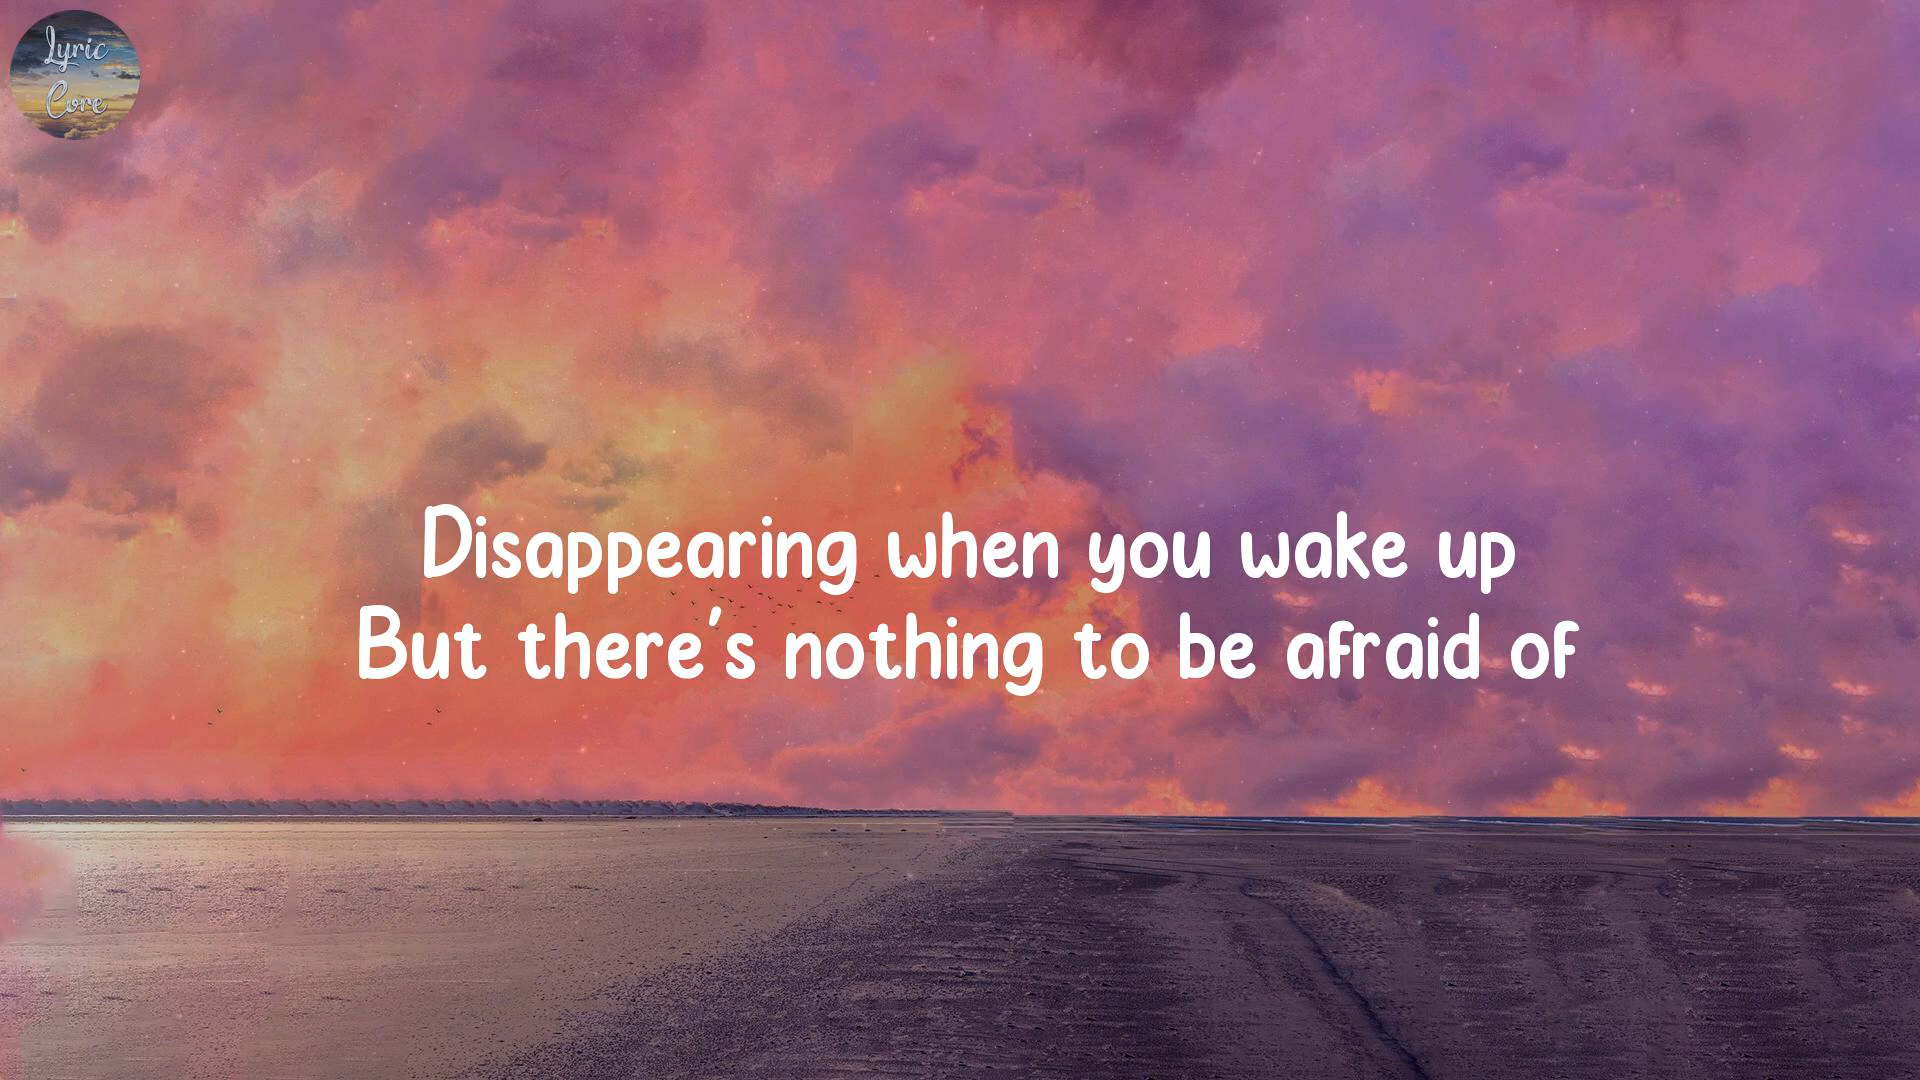 Lyric
Core
Disappearing when you wake up
But there's nothing to be afraid of